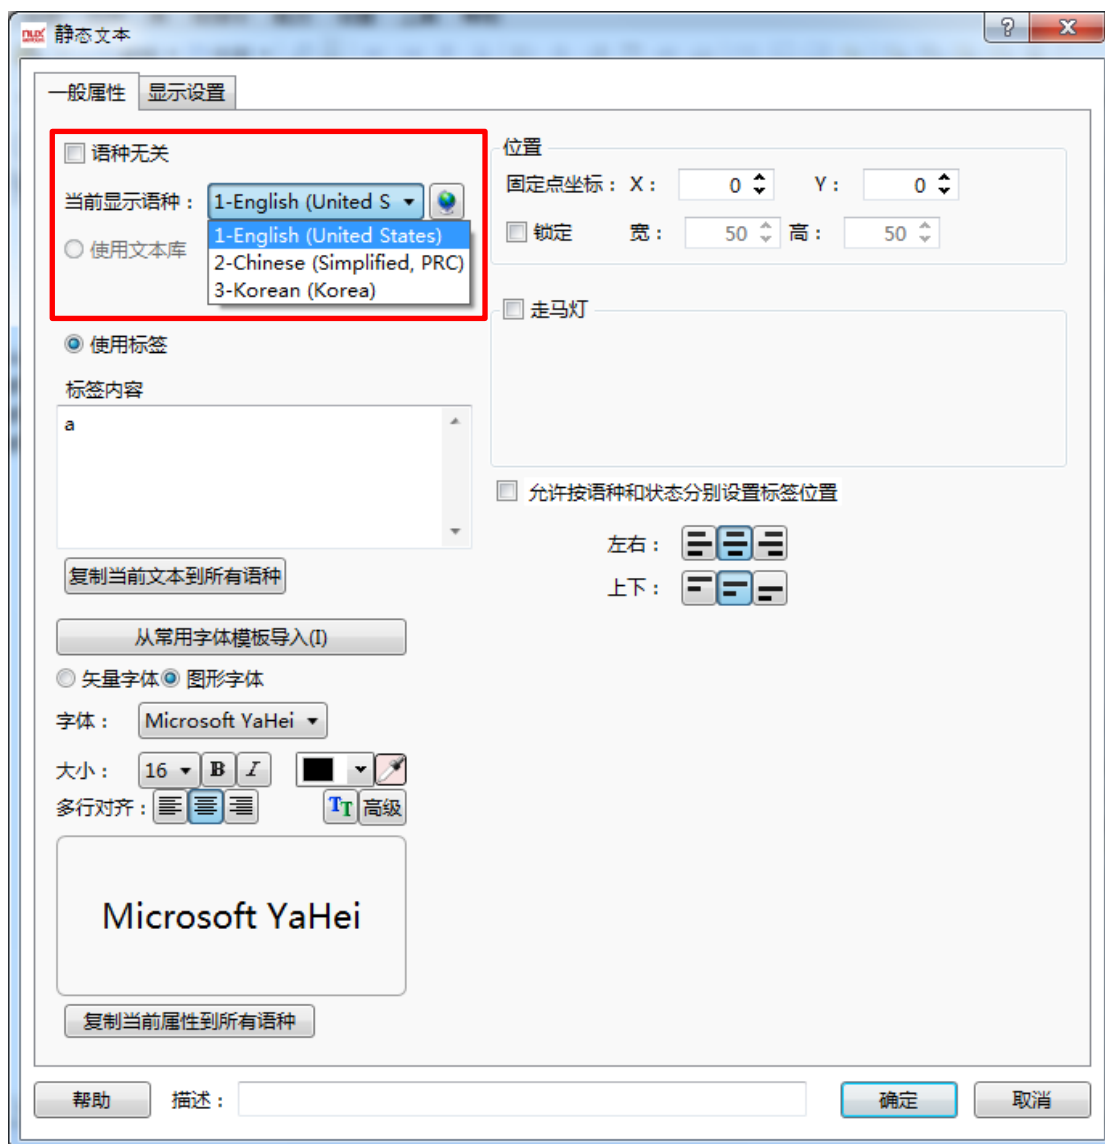 静态文本
一般属性 显示设置
语种无关
当前显示语种： 1-English (United S
1-English (United States)
2-Chinese (Simplified, PRC)
3-Korean (Korea)
使用文本库
使用标签
标签内容
a
复制当前文本到所有语种
从常用字体模板导入(I)
矢量字体 图形字体
字体： Microsoft YaHei
大小： 16 B I
多行对齐： TT 高级
Microsoft YaHei
复制当前属性到所有语种
位置
固定点坐标： X： 0 Y： 0
锁定 宽： 50 高： 50
走马灯
允许按语种和状态分别设置标签位置
左右：
上下：
帮助 描述： 确定 取消